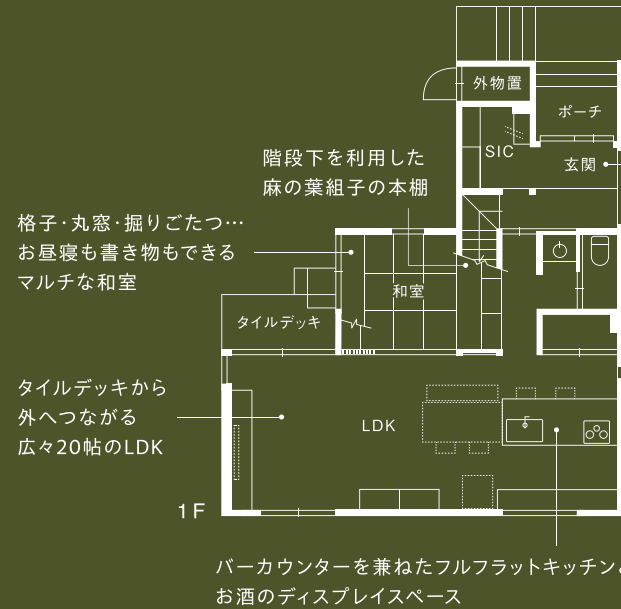 外物置
ポーチ
SIC
玄関
階段下を利用した
麻の葉組子の本棚
格子・丸窓・掘りごたつ…
お昼寝も書き物もできる
マルチな和室
和室
タイルデッキ
タイルデッキから
外へつながる
広々20帖のLDK
LDK
1F
バーカウンターを兼ねたフルフラットキッチンと
お酒のディスプレイスペース